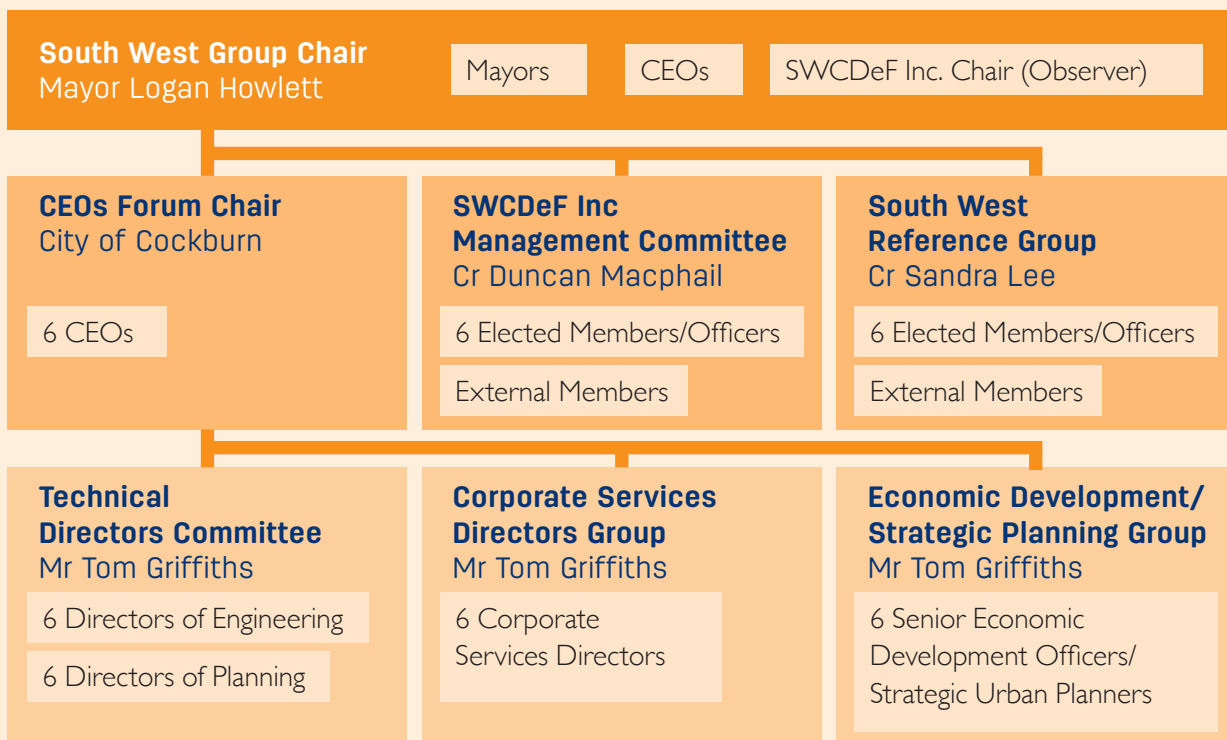 South West Group Chair
Mayor Logan Howlett
Mayors
CEOs
SWCDeF Inc. Chair (Observer)
CEOs Forum Chair
City of Cockburn
6 CEOs
SWCDeF Inc
Management Committee
Cr Duncan Macphail
6 Elected Members/Officers
External Members
South West
Reference Group
Cr Sandra Lee
6 Elected Members/Officers
External Members
Technical
Directors Committee
Mr Tom Griffiths
6 Directors of Engineering
6 Directors of Planning
Corporate Services
Directors Group
Mr Tom Griffiths
6 Corporate
Services Directors
Economic Development/
Strategic Planning Group
Mr Tom Griffiths
6 Senior Economic
Development Officers/
Strategic Urban Planners